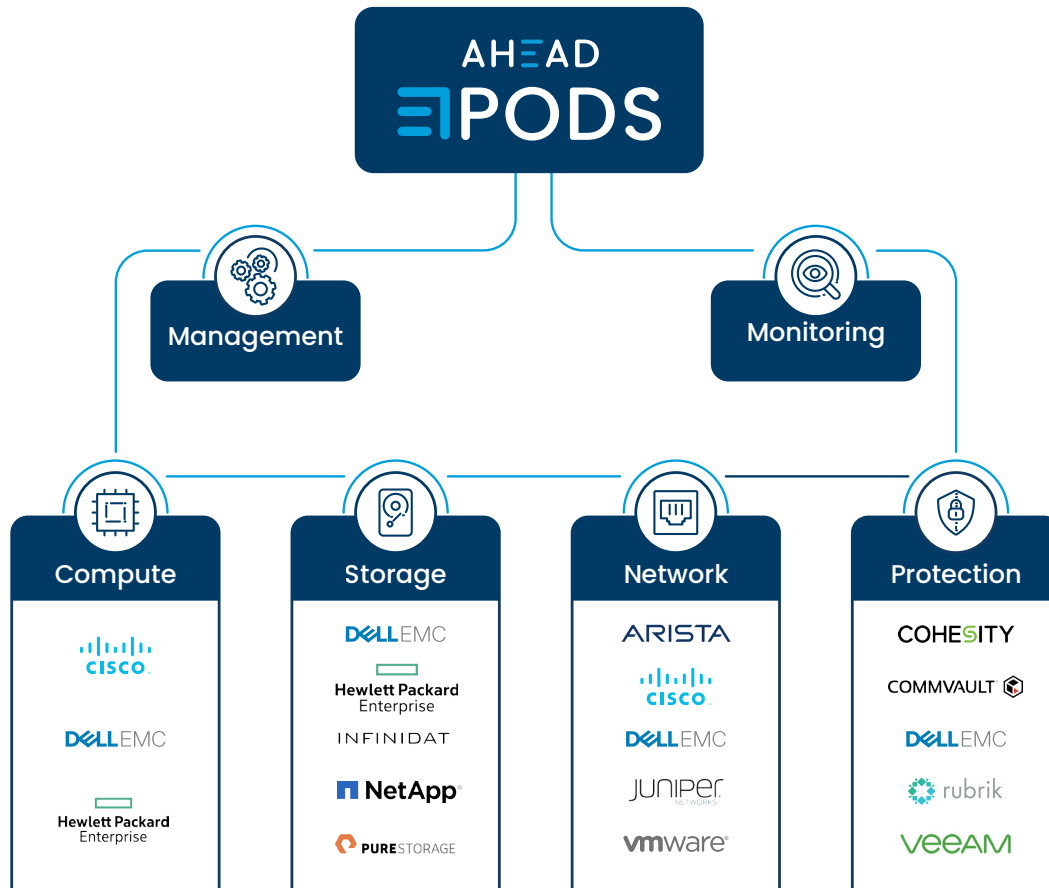 AHEAD
PODS
Management
Monitoring
Compute
CISCO
DELLEMC
Hewlett Packard
Enterprise
Storage
DELLEMC
Hewlett Packard
Enterprise
INFINIDAT
NetApp®
PURESTORAGE
Network
ARISTA
CISCO
DELLEMC
JUNIPER
NETWORKS
vmware®
Protection
COHESITY
COMMVAULT
DELLEMC
rubrik
veeAM